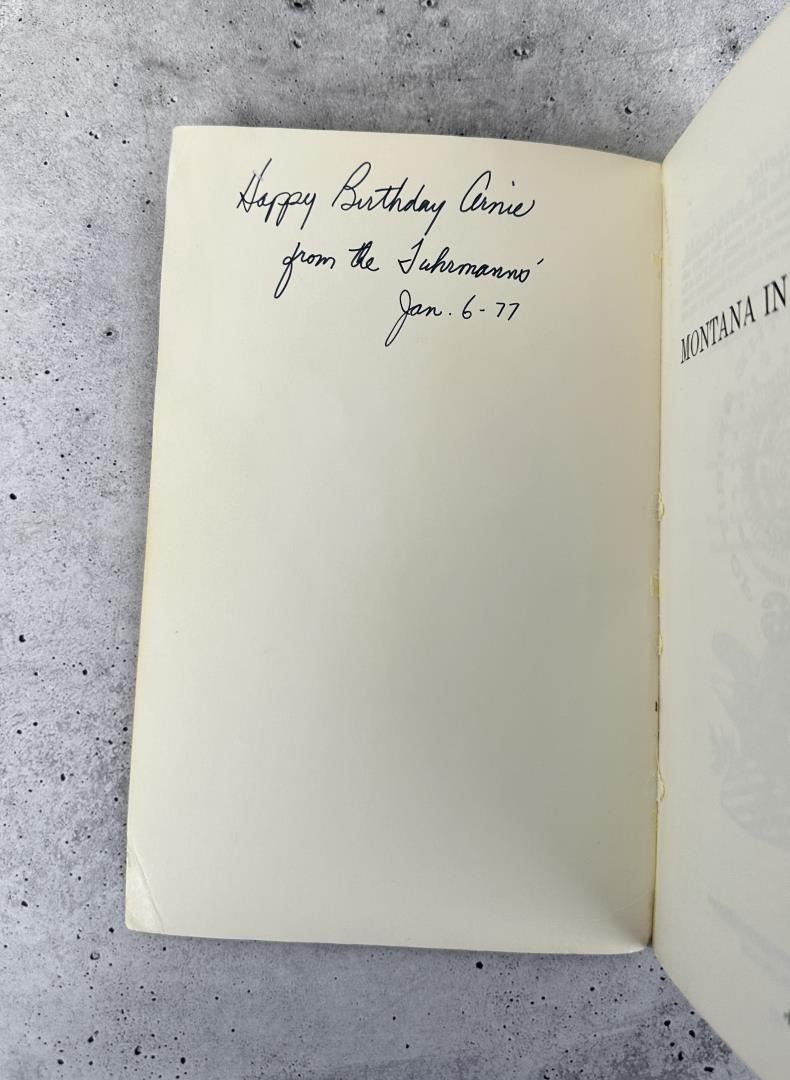 Happy Birthday Arnie
from the Fuhrmanns'
Jan. 6-77
MONTANA IN